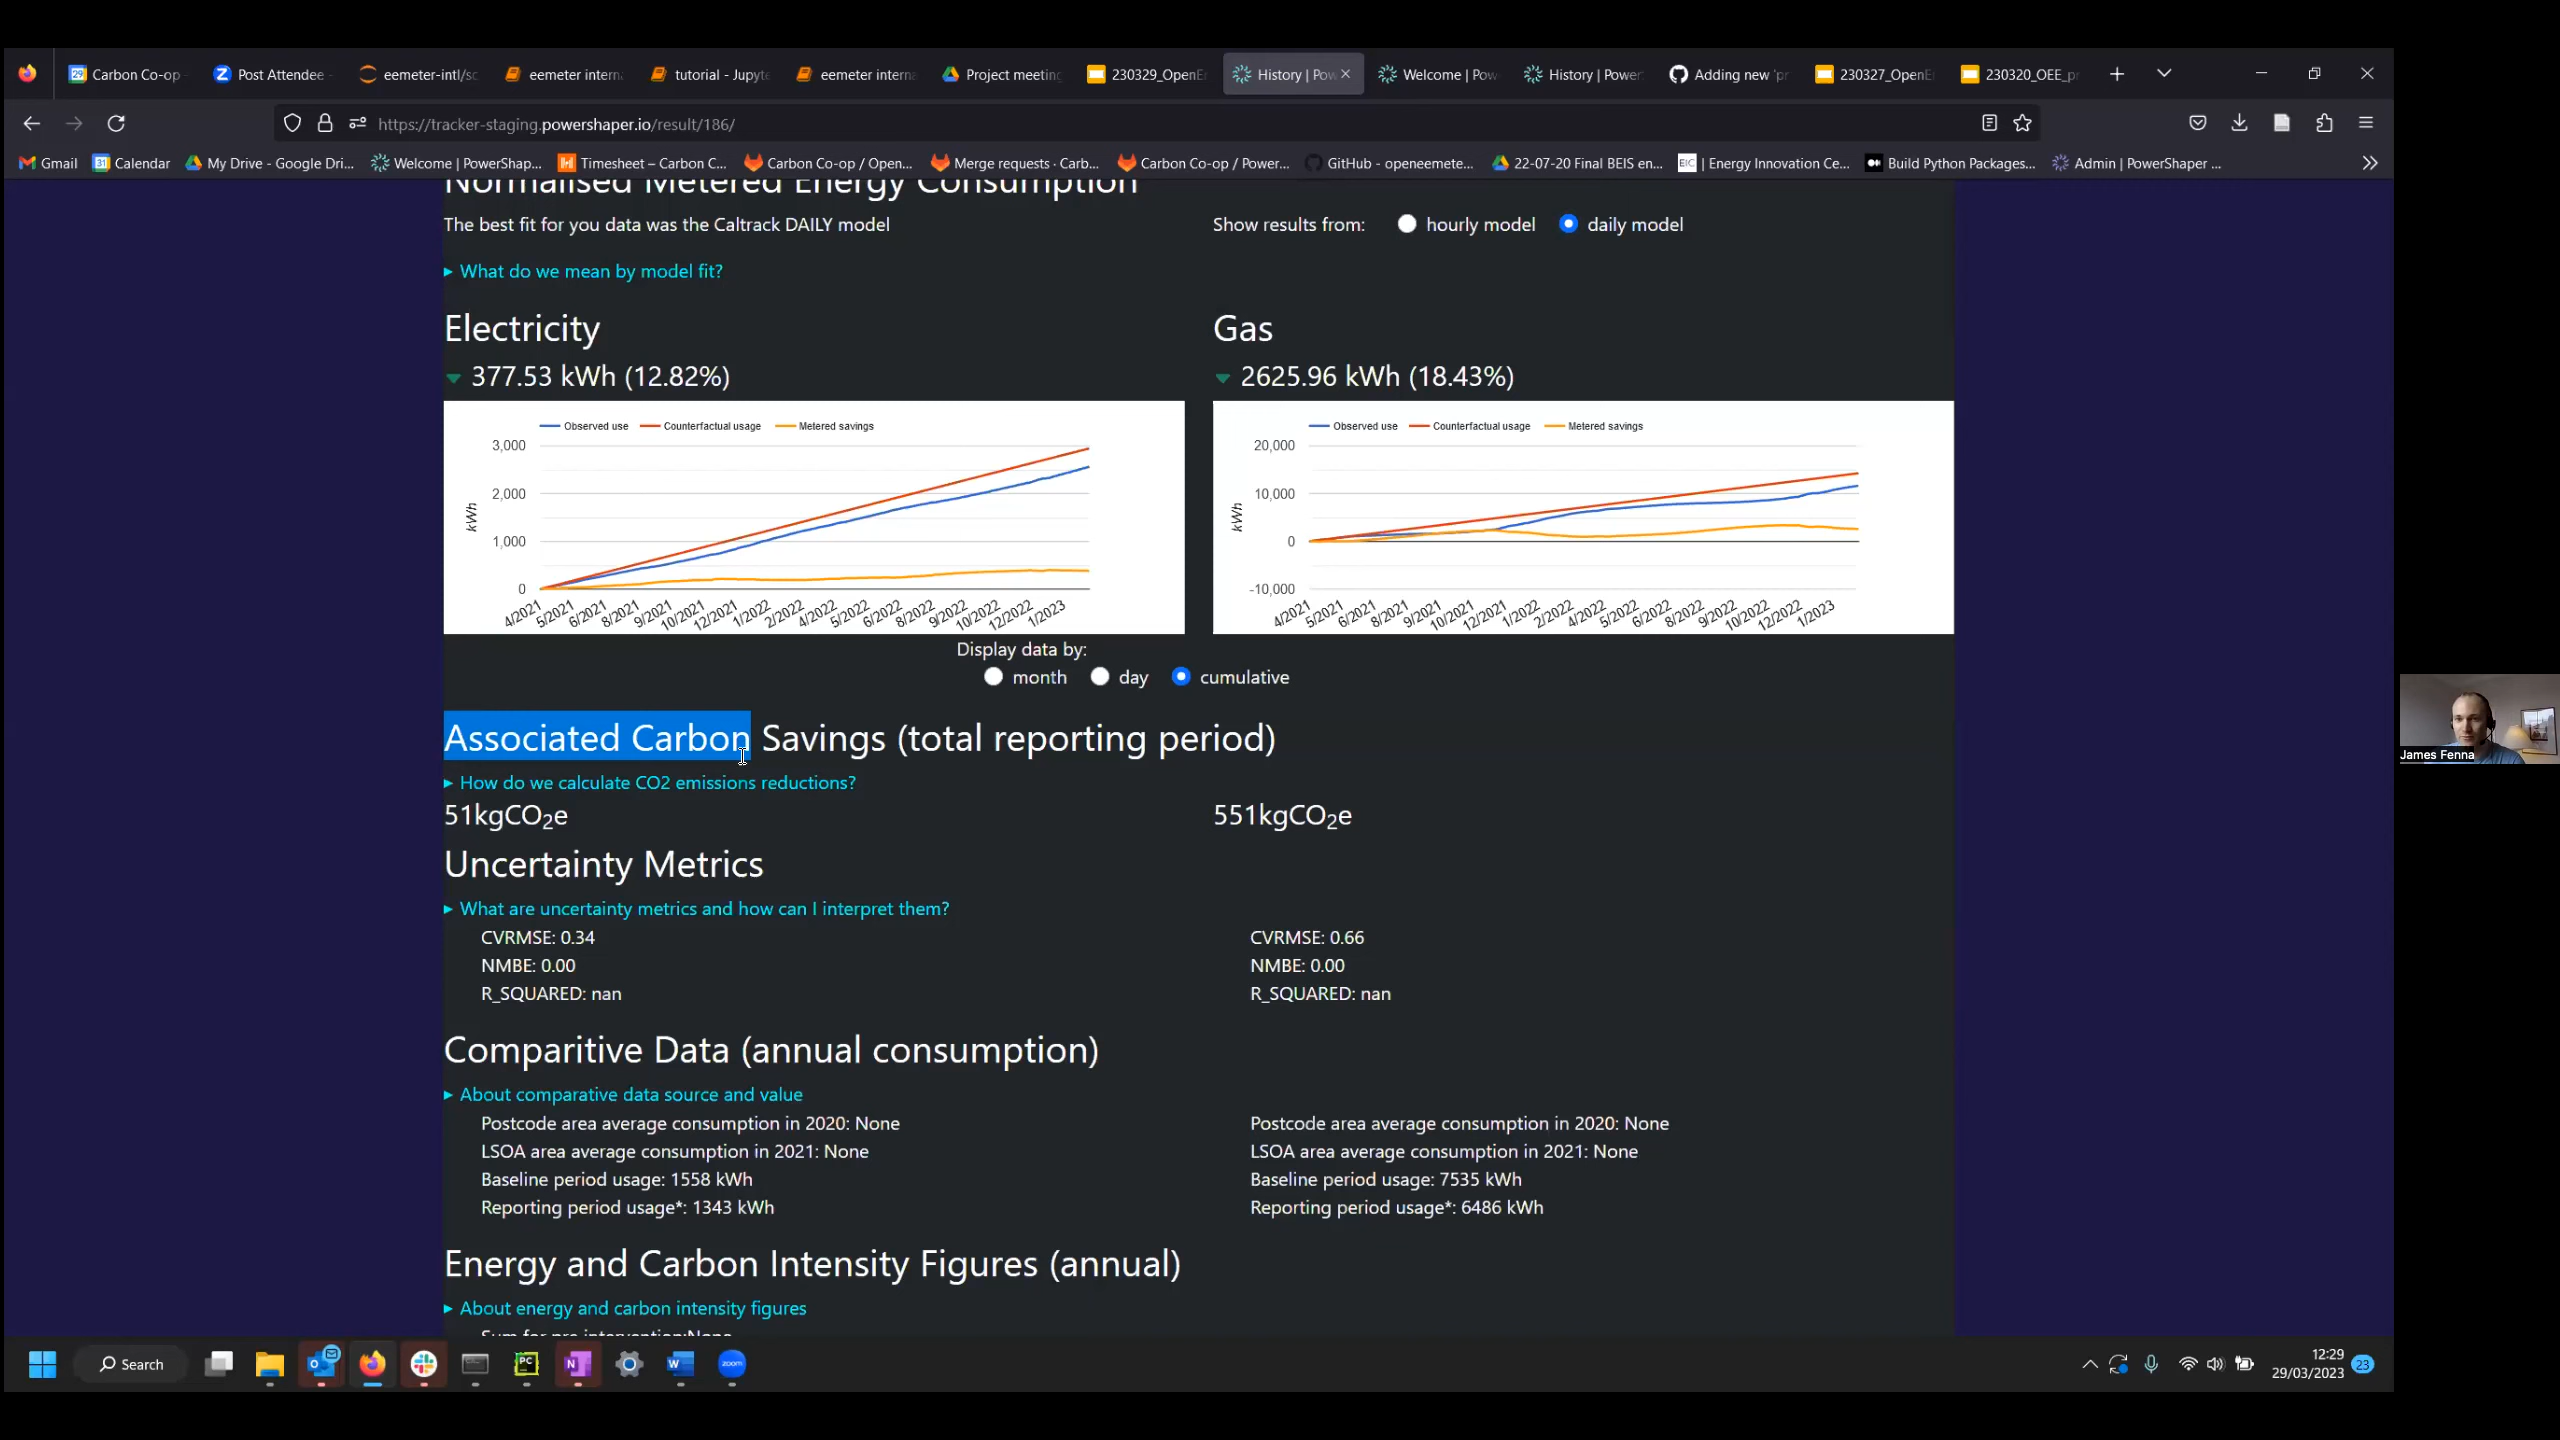 Carbon Co-op
Post Attendee
eemeter-intl/sc
eemeter intern
tutorial - Jupyte
eemeter interna
Project meeting
230329_OpenE
History | Pow
Welcome | Pow
History | Power
Adding new 'pr
230327_OpenE
230320_OEE_pr
https://tracker-staging.powershaper.io/result/186/
Gmail
Calendar
My Drive - Google Dri...
Welcome | PowerShap...
Timesheet – Carbon C...
Carbon Co-op / Open...
Merge requests · Carb...
Carbon Co-op / Power...
GitHub - openeemete...
22-07-20 Final BEIS en...
EIC | Energy Innovation Ce...
Build Python Packages...
Admin | PowerShaper ...
Normalised Metered Energy Consumption
The best fit for you data was the Caltrack DAILY model
Show results from: hourly model daily model
What do we mean by model fit?
Electricity
377.53 kWh (12.82%)
Observed use Counterfactual usage Metered savings
kWh
3,000
2,000
1,000
0
4/2021 5/2021 6/2021 8/2021 9/2021 10/2021 12/2021 1/2022 2/2022 4/2022 5/2022 6/2022 8/2022 9/2022 10/2022 12/2022 1/2023
Gas
2625.96 kWh (18.43%)
Observed use Counterfactual usage Metered savings
kWh
20,000
10,000
0
-10,000
4/2021 5/2021 6/2021 8/2021 9/2021 10/2021 12/2021 1/2022 2/2022 4/2022 5/2022 6/2022 8/2022 9/2022 10/2022 12/2022 1/2023
Display data by:
month day cumulative
Associated Carbon Savings (total reporting period)
How do we calculate CO2 emissions reductions?
51kgCO2e
551kgCO2e
Uncertainty Metrics
What are uncertainty metrics and how can I interpret them?
CVRMSE: 0.34
NMBE: 0.00
R_SQUARED: nan
CVRMSE: 0.66
NMBE: 0.00
R_SQUARED: nan
Comparitive Data (annual consumption)
About comparative data source and value
Postcode area average consumption in 2020: None
LSOA area average consumption in 2021: None
Baseline period usage: 1558 kWh
Reporting period usage*: 1343 kWh
Postcode area average consumption in 2020: None
LSOA area average consumption in 2021: None
Baseline period usage: 7535 kWh
Reporting period usage*: 6486 kWh
Energy and Carbon Intensity Figures (annual)
About energy and carbon intensity figures
Sum for pre intervention:None
James Fenna
Search
12:29
29/03/2023
23